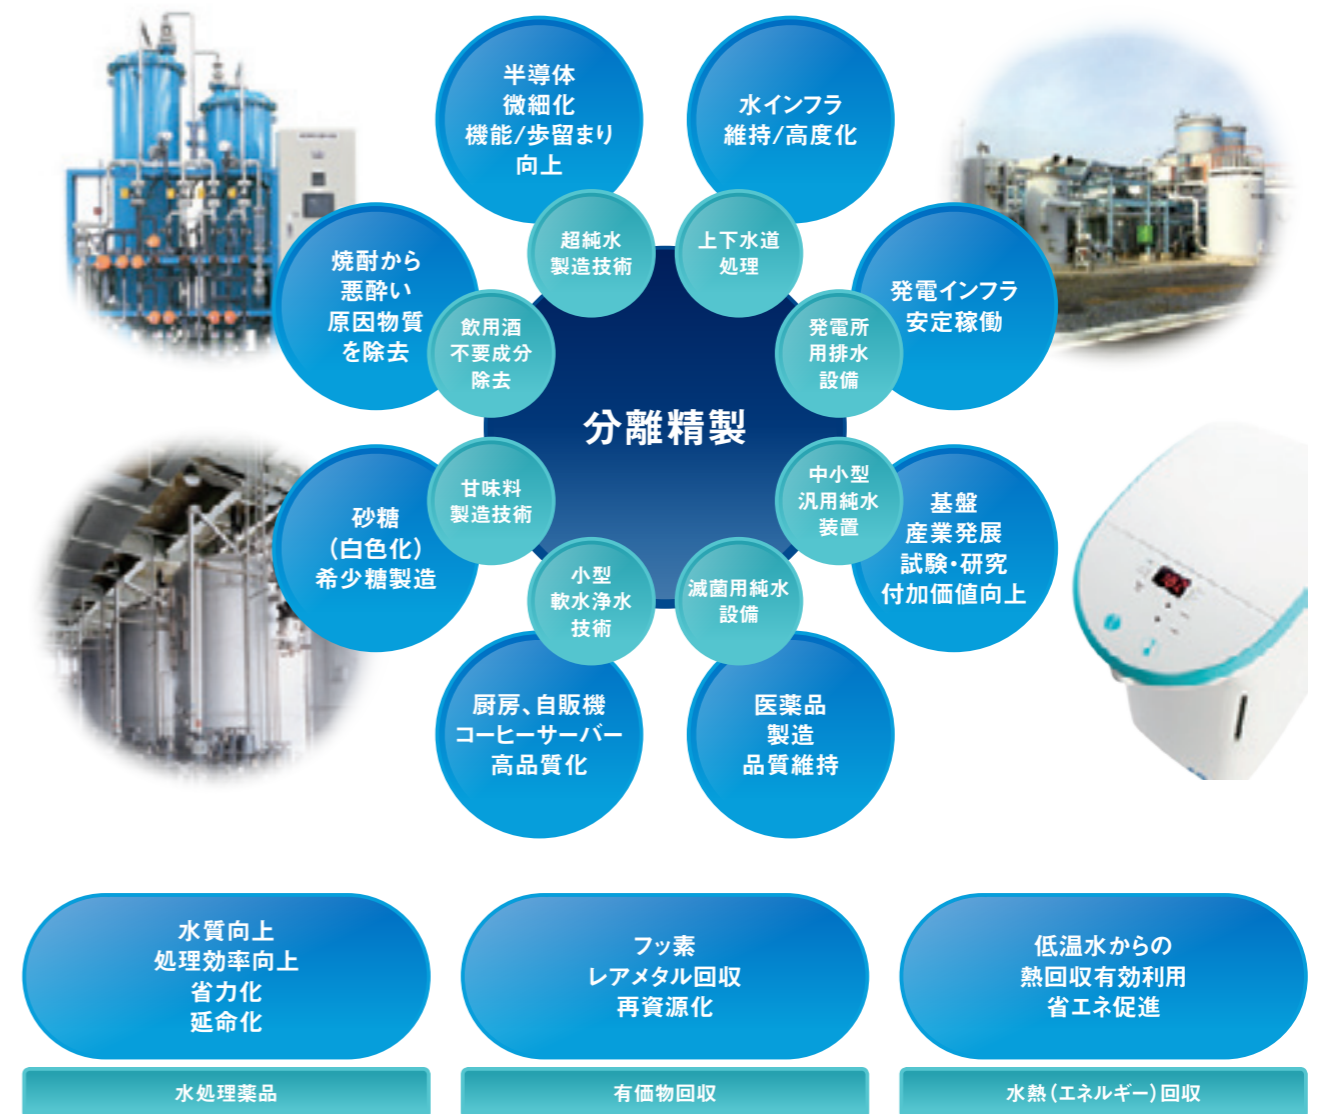 半導体
微細化
機能/歩留まり
向上
水インフラ
維持/高度化
超純水
製造技術
上下水道
処理
焼酎から
悪酔い
原因物質
を除去
飲用酒
不要成分
除去
発電所
用排水
設備
発電インフラ
安定稼働
分離精製
砂糖
(白色化)
希少糖製造
甘味料
製造技術
中小型
汎用純水
装置
基盤
産業発展
試験・研究
付加価値向上
小型
軟水浄水
技術
滅菌用純水
設備
厨房、自販機
コーヒーサーバー
高品質化
医薬品
製造
品質維持
水質向上
処理効率向上
省力化
延命化
フッ素
レアメタル回収
再資源化
低温水からの
熱回収有効利用
省エネ促進
水処理薬品
有価物回収
水熱(エネルギー)回収